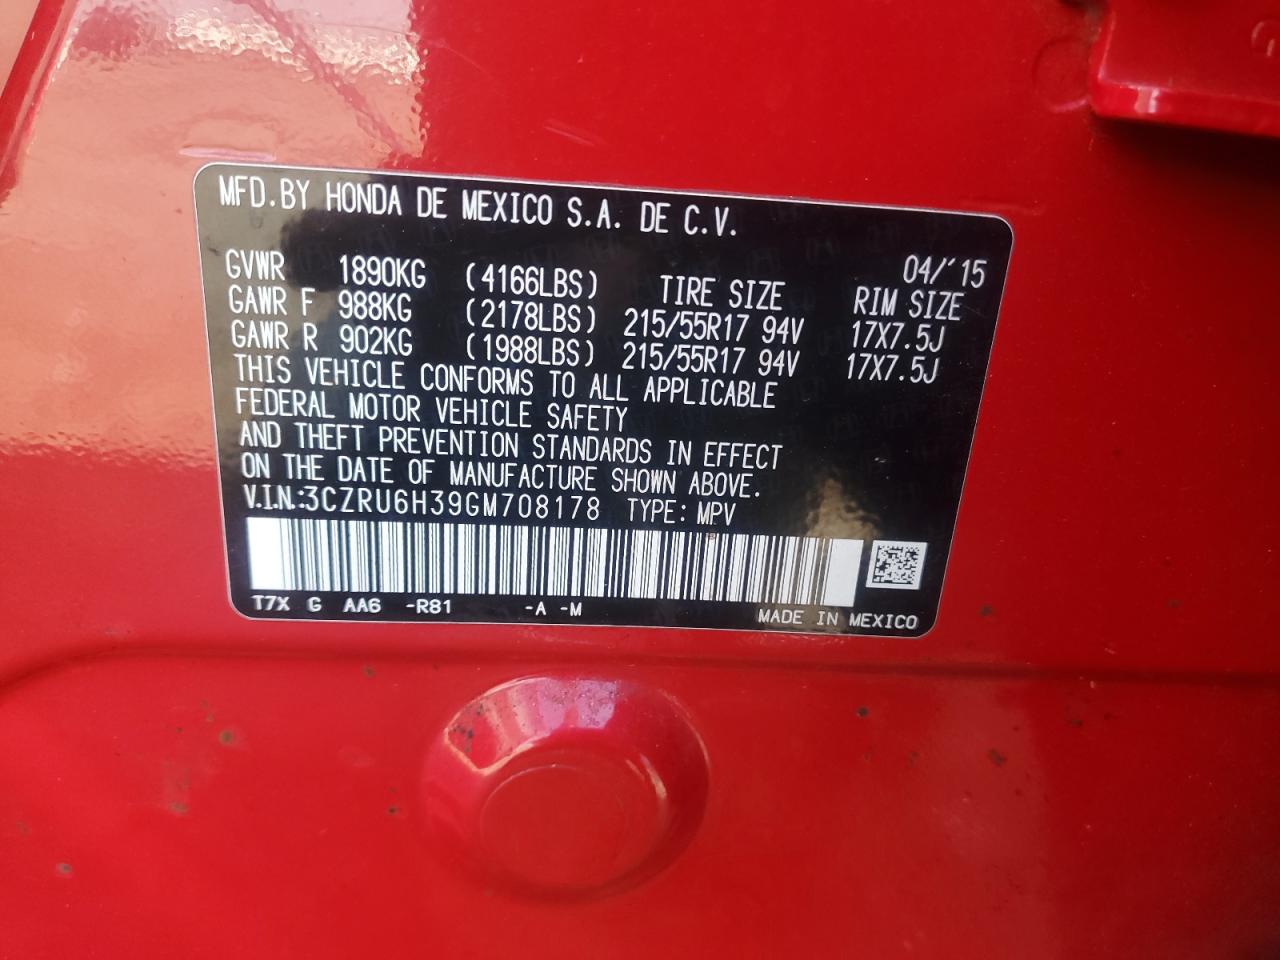 MFD.BY HONDA DE MEXICO S.A. DE C.V.
04/'15
GVWR 1890KG (4166LBS) TIRE SIZE RIM SIZE
GAWR F 988KG (2178LBS) 215/55R17 94V 17X7.5J
GAWR R 902KG (1988LBS) 215/55R17 94V 17X7.5J
THIS VEHICLE CONFORMS TO ALL APPLICABLE
FEDERAL MOTOR VEHICLE SAFETY
AND THEFT PREVENTION STANDARDS IN EFFECT
ON THE DATE OF MANUFACTURE SHOWN ABOVE.
V.I.N.:3CZRU6H39GM708178 TYPE: MPV
T7X G AA6 -R81 -A -M MADE IN MEXICO